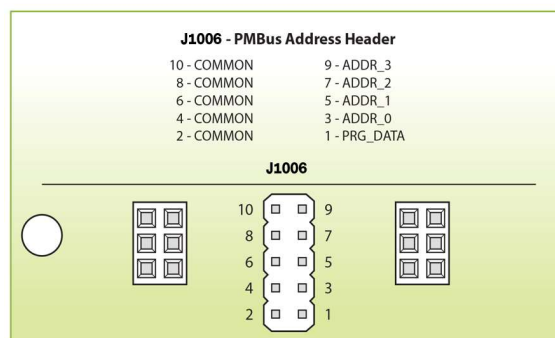 J1006 - PMBus Address Header
10 - COMMON 9 - ADDR_3
8 - COMMON 7 - ADDR_2
6 - COMMON 5 - ADDR_1
4 - COMMON 3 - ADDR_0
2 - COMMON 1 - PRG_DATA
J1006
10 9
8 7
6 5
4 3
2 1